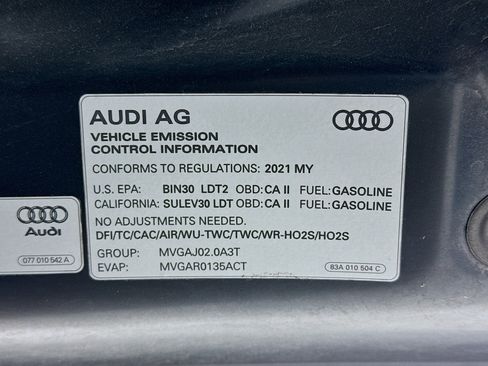 AUDI AG
VEHICLE EMISSION
CONTROL INFORMATION
CONFORMS TO REGULATIONS: 2021 MY
U.S. EPA: BIN30 LDT2 OBD: CA II FUEL: GASOLINE
CALIFORNIA: SULEV30 LDT OBD: CA II FUEL: GASOLINE
NO ADJUSTMENTS NEEDED.
DFI/TC/CAC/AIR/WU-TWC/TWC/WR-HO2S/HO2S
GROUP: MVGAJ02.0A3T
EVAP: MVGAR0135ACT
83A 010 504 C
Audi
077 010 542 A